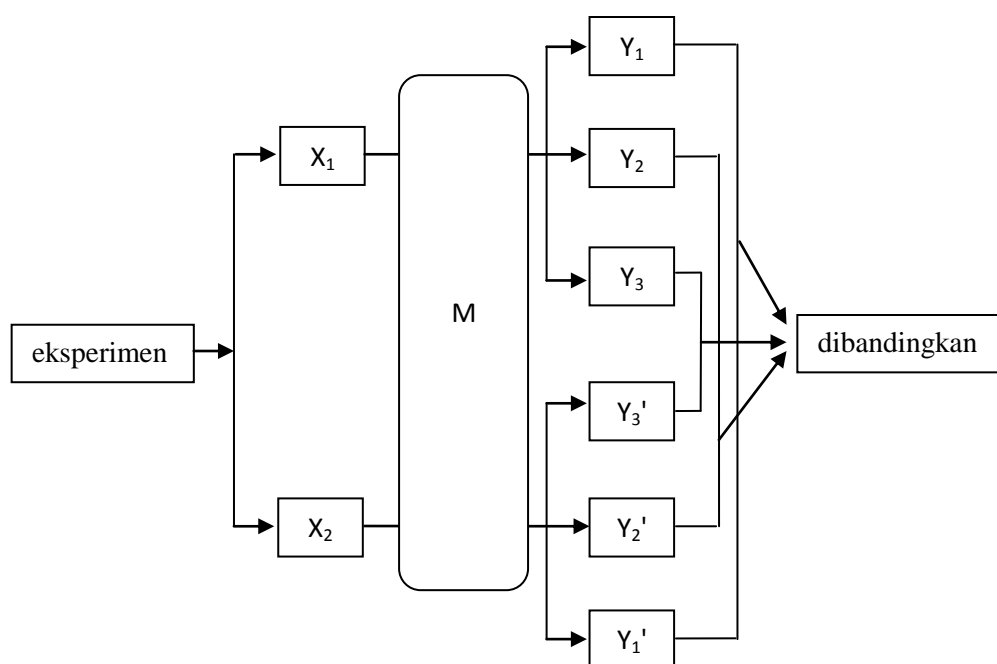 eksperimen
X₁
X₂
M
Y₁
Y₂
Y₃
Y₃'
Y₂'
Y₁'
dibandingkan